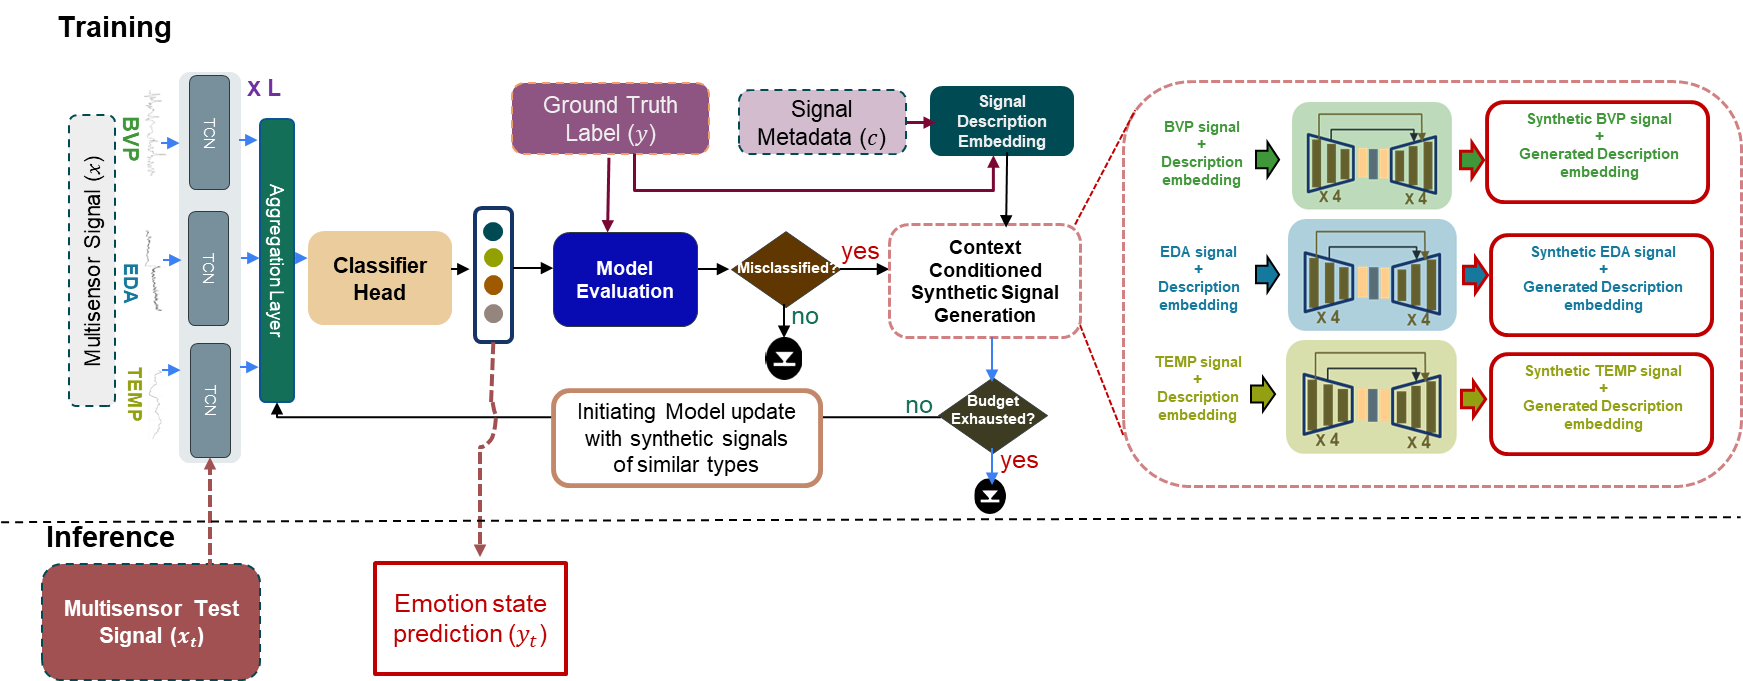 Training
Multisensor Signal (x)
BVP
EDA
TEMP
TCN
TCN
TCN
X L
Aggregation Layer
Classifier
Head
Ground Truth
Label (y)
Signal
Metadata (c)
Signal
Description
Embedding
Model
Evaluation
Misclassified?
yes
no
Context
Conditioned
Synthetic Signal
Generation
Budget
Exhausted?
no
yes
Initiating Model update
with synthetic signals
of similar types
BVP signal
+
Description
embedding
X 4
X 4
Synthetic BVP signal
+
Generated Description
embedding
EDA signal
+
Description
embedding
X 4
X 4
Synthetic EDA signal
+
Generated Description
embedding
TEMP signal
+
Description
embedding
X 4
X 4
Synthetic TEMP signal
+
Generated Description
embedding
Inference
Multisensor Test
Signal (xₜ)
Emotion state
prediction (yₜ)